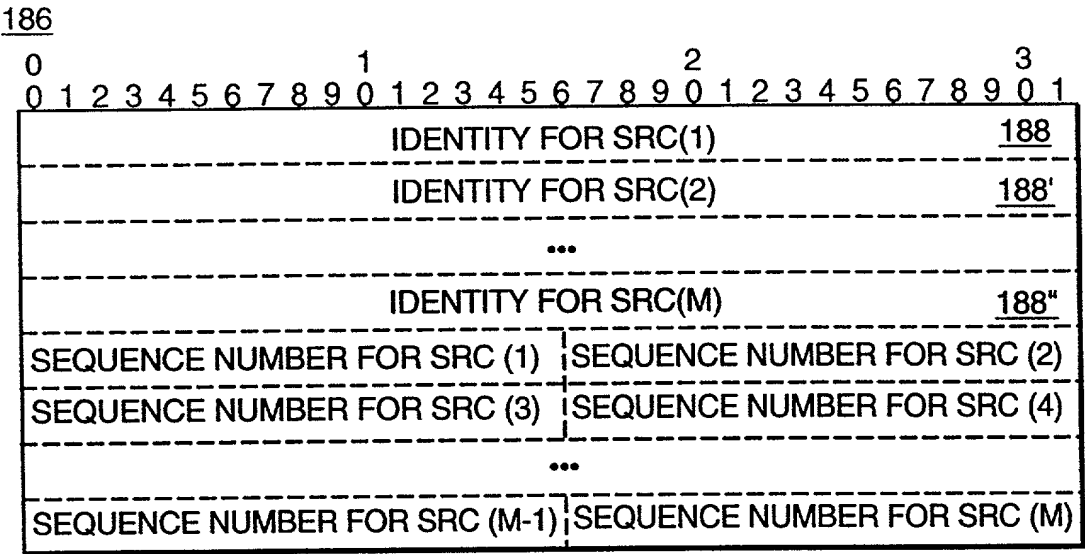 186
0 1 2 3
0 1 2 3 4 5 6 7 8 9 0 1 2 3 4 5 6 7 8 9 0 1 2 3 4 5 6 7 8 9 0 1
IDENTITY FOR SRC(1) 188
IDENTITY FOR SRC(2) 188'
•••
IDENTITY FOR SRC(M) 188"
SEQUENCE NUMBER FOR SRC (1) SEQUENCE NUMBER FOR SRC (2)
SEQUENCE NUMBER FOR SRC (3) SEQUENCE NUMBER FOR SRC (4)
•••
SEQUENCE NUMBER FOR SRC (M-1) SEQUENCE NUMBER FOR SRC (M)